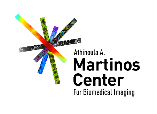 Athinoula A.
Martinos
Center
For Biomedical Imaging